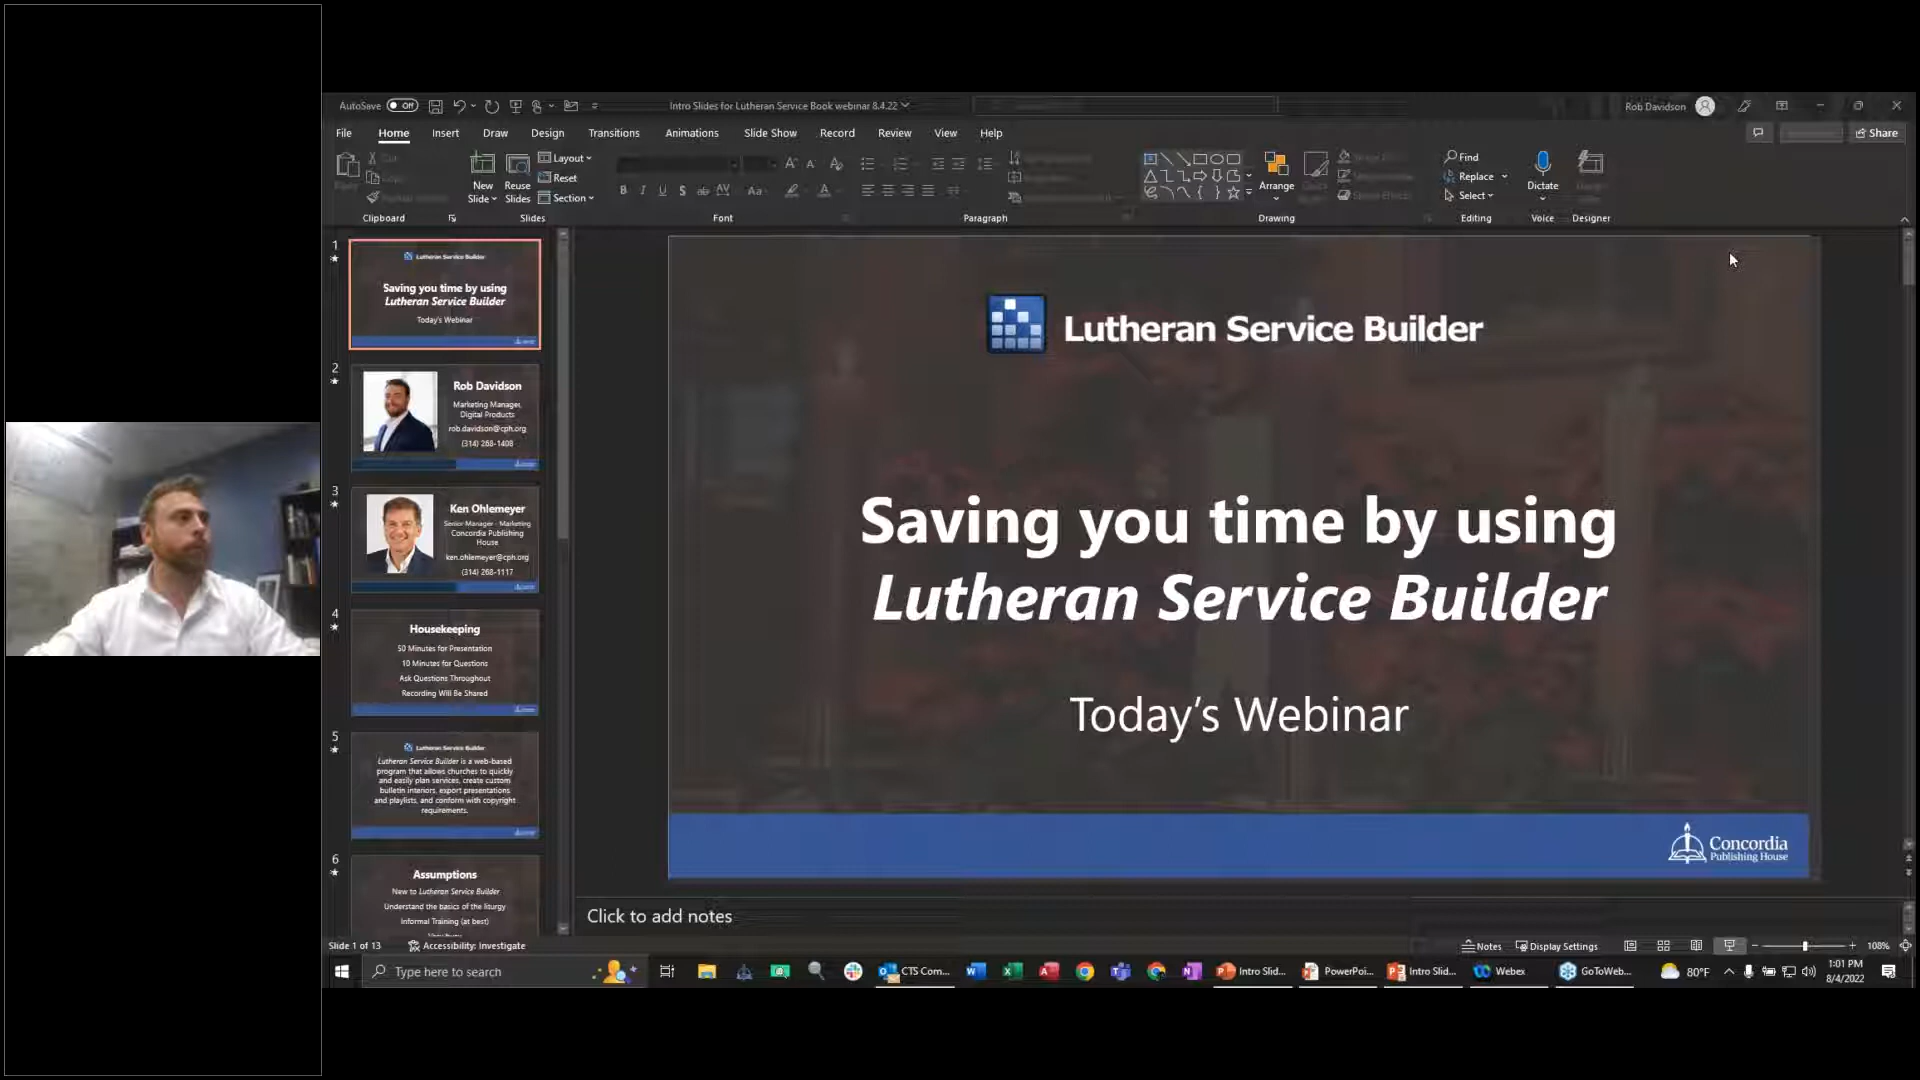 AutoSave Off
Intro Slides for Lutheran Service Book webinar 8.4.22
Rob Davidson
File Home Insert Draw Design Transitions Animations Slide Show Record Review View Help
Share
New
Slide
Reuse
Slides
Layout
Reset
Section
Arrange
Find
Replace
Select
Dictate
Clipboard
Slides
Font
Paragraph
Drawing
Editing
Voice
Designer
1
Lutheran Service Builder
Saving you time by using
Lutheran Service Builder
Today's Webinar
2
Rob Davidson
Marketing Manager,
Digital Products
rob.davidson@cph.org
(314) 268-1408
3
Ken Ohlemeyer
Senior Manager - Marketing
Concordia Publishing
House
ken.ohlemeyer@cph.org
(314) 268-1117
4
Housekeeping
50 Minutes for Presentation
10 Minutes for Questions
Ask Questions Throughout
Recording Will Be Shared
5
Lutheran Service Builder
Lutheran Service Builder is a web-based
program that allows churches to quickly
and easily plan services, create custom
bulletin interiors, export presentations
and playlists, and conform with copyright
requirements.
6
Assumptions
New to Lutheran Service Builder
Understand the basics of the liturgy
Informal Training (at best)
Lutheran Service Builder
Saving you time by using
Lutheran Service Builder
Today's Webinar
Concordia
Publishing House
Click to add notes
Slide 1 of 13
Accessibility: Investigate
Notes
Display Settings
108%
Type here to search
CTS Com...
Intro Slid...
PowerPoi...
Intro Slid...
Webex
GoToWeb...
80°F
1:01 PM
8/4/2022